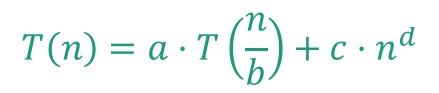 T(n) = a · T(n/b) + c · n^d